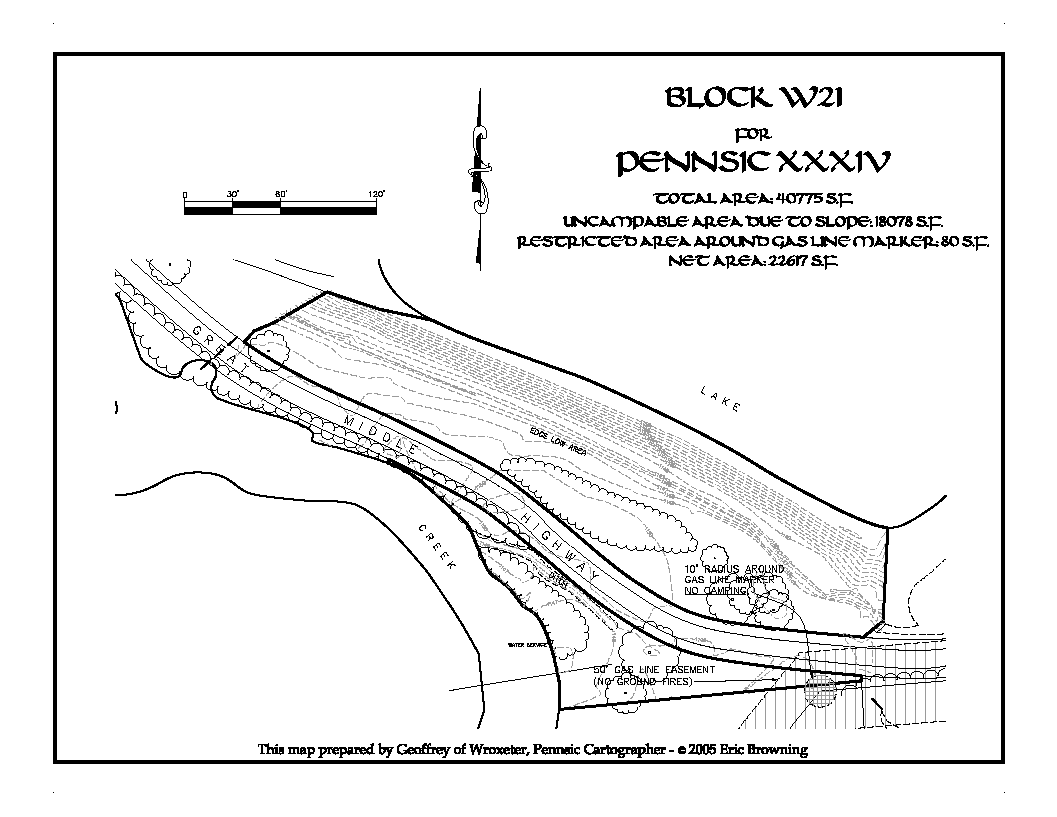 BLOCK W21
FOR
PENNSIC XXXIV
TOTAL AREA: 40775 S.F.
UNCAMPABLE AREA DUE TO SLOPE: 18078 S.F.
RESTRICTED AREA AROUND GAS LINE MARKER: 80 S.F.
NET AREA: 22617 S.F.
0 30' 60' 120'
GREAT
MIDDLE
HIGHWAY
LAKE
EDGE LOW AREA
CREEK
DITCH
10' RADIUS AROUND
GAS LINE MARKER
NO CAMPING
WATER SERVICE
50' GAS LINE EASEMENT
(NO GROUND FIRES)
This map prepared by Geoffrey of Wroxeter, Pennsic Cartographer - © 2005 Eric Browning